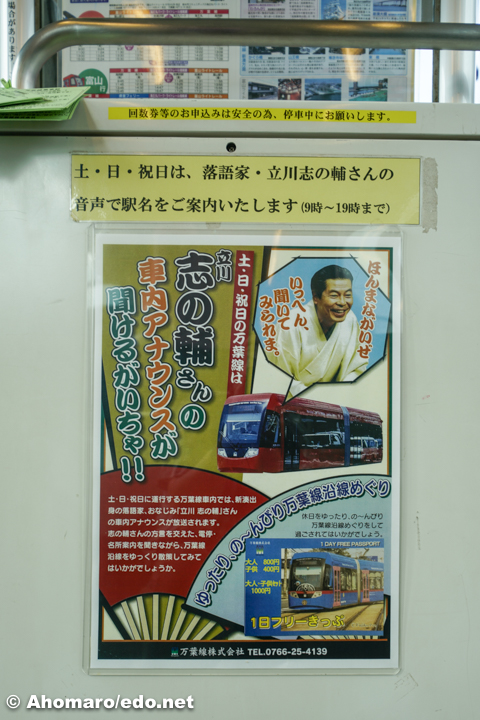 富山
行
回数券等のお申込みは安全の為、停車中にお願いします。
土・日・祝日は、落語家・立川志の輔さんの
音声で駅名をご案内いたします(9時～19時まで)
土・日・祝日の万葉線は
立川
志の輔さんの
車内アナウンスが
聞けるがいちゃ!!
ほんまながいぜ
いっぺん、
聞いて
みられま。
土・日・祝日に運行する万葉線車内では、新湊出
身の落語家、おなじみ「立川 志の輔」さん
の車内アナウンスが放送されます。
志の輔さんの方言を交えた、電停・
名所案内を聞きながら、万葉線
沿線をゆっくり散策してみて
はいかがでしょうか。
ゆったり、の〜んびり万葉線沿線めぐり
休日をゆったり、の〜んびり
万葉線沿線めぐりをして
過ごされてはいかがでしょう。
1 DAY FREE PASSPORT
大人 800円
子供 400円
大人・子供セット
1000円
1日フリーきっぷ
万葉線株式会社 TEL.0766-25-4139
© Ahomaro/edo.net